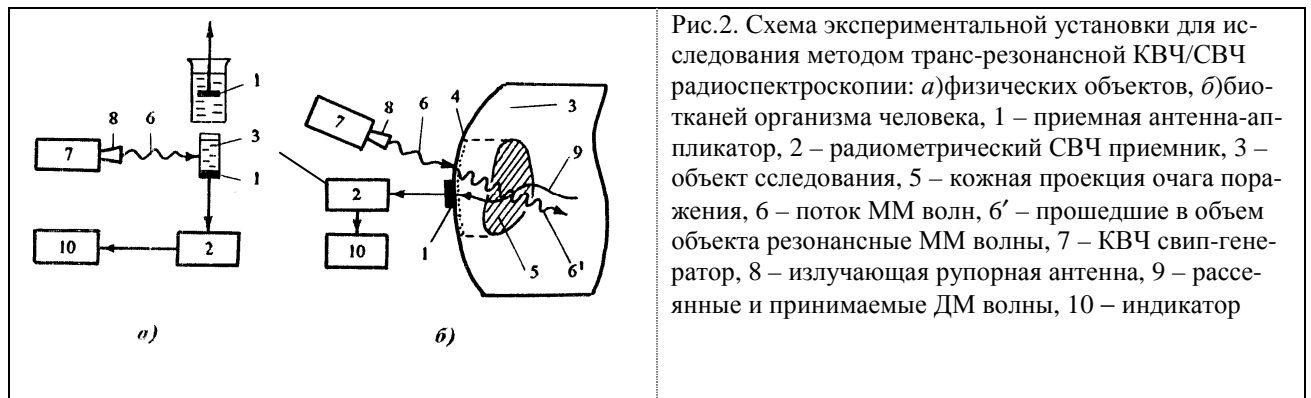 1
8
6
3
7
1
10
2
а)
4
3
8
6
7
9
2
10
1
5
6'
б)
Рис.2. Схема экспериментальной установки для ис-
следования методом транс-резонансной КВЧ/СВЧ
радиоспектроскопии: а)физических объектов, б)био-
тканей организма человека, 1 – приемная антенна-ап-
пликатор, 2 – радиометрический СВЧ приемник, 3 –
объект сследования, 5 – кожная проекция очага пора-
жения, 6 – поток ММ волн, 6′ – прошедшие в объем
объекта резонансные ММ волны, 7 – КВЧ свип-гене-
ратор, 8 – излучающая рупорная антенна, 9 – рассе-
янные и принимаемые ДМ волны, 10 – индикатор